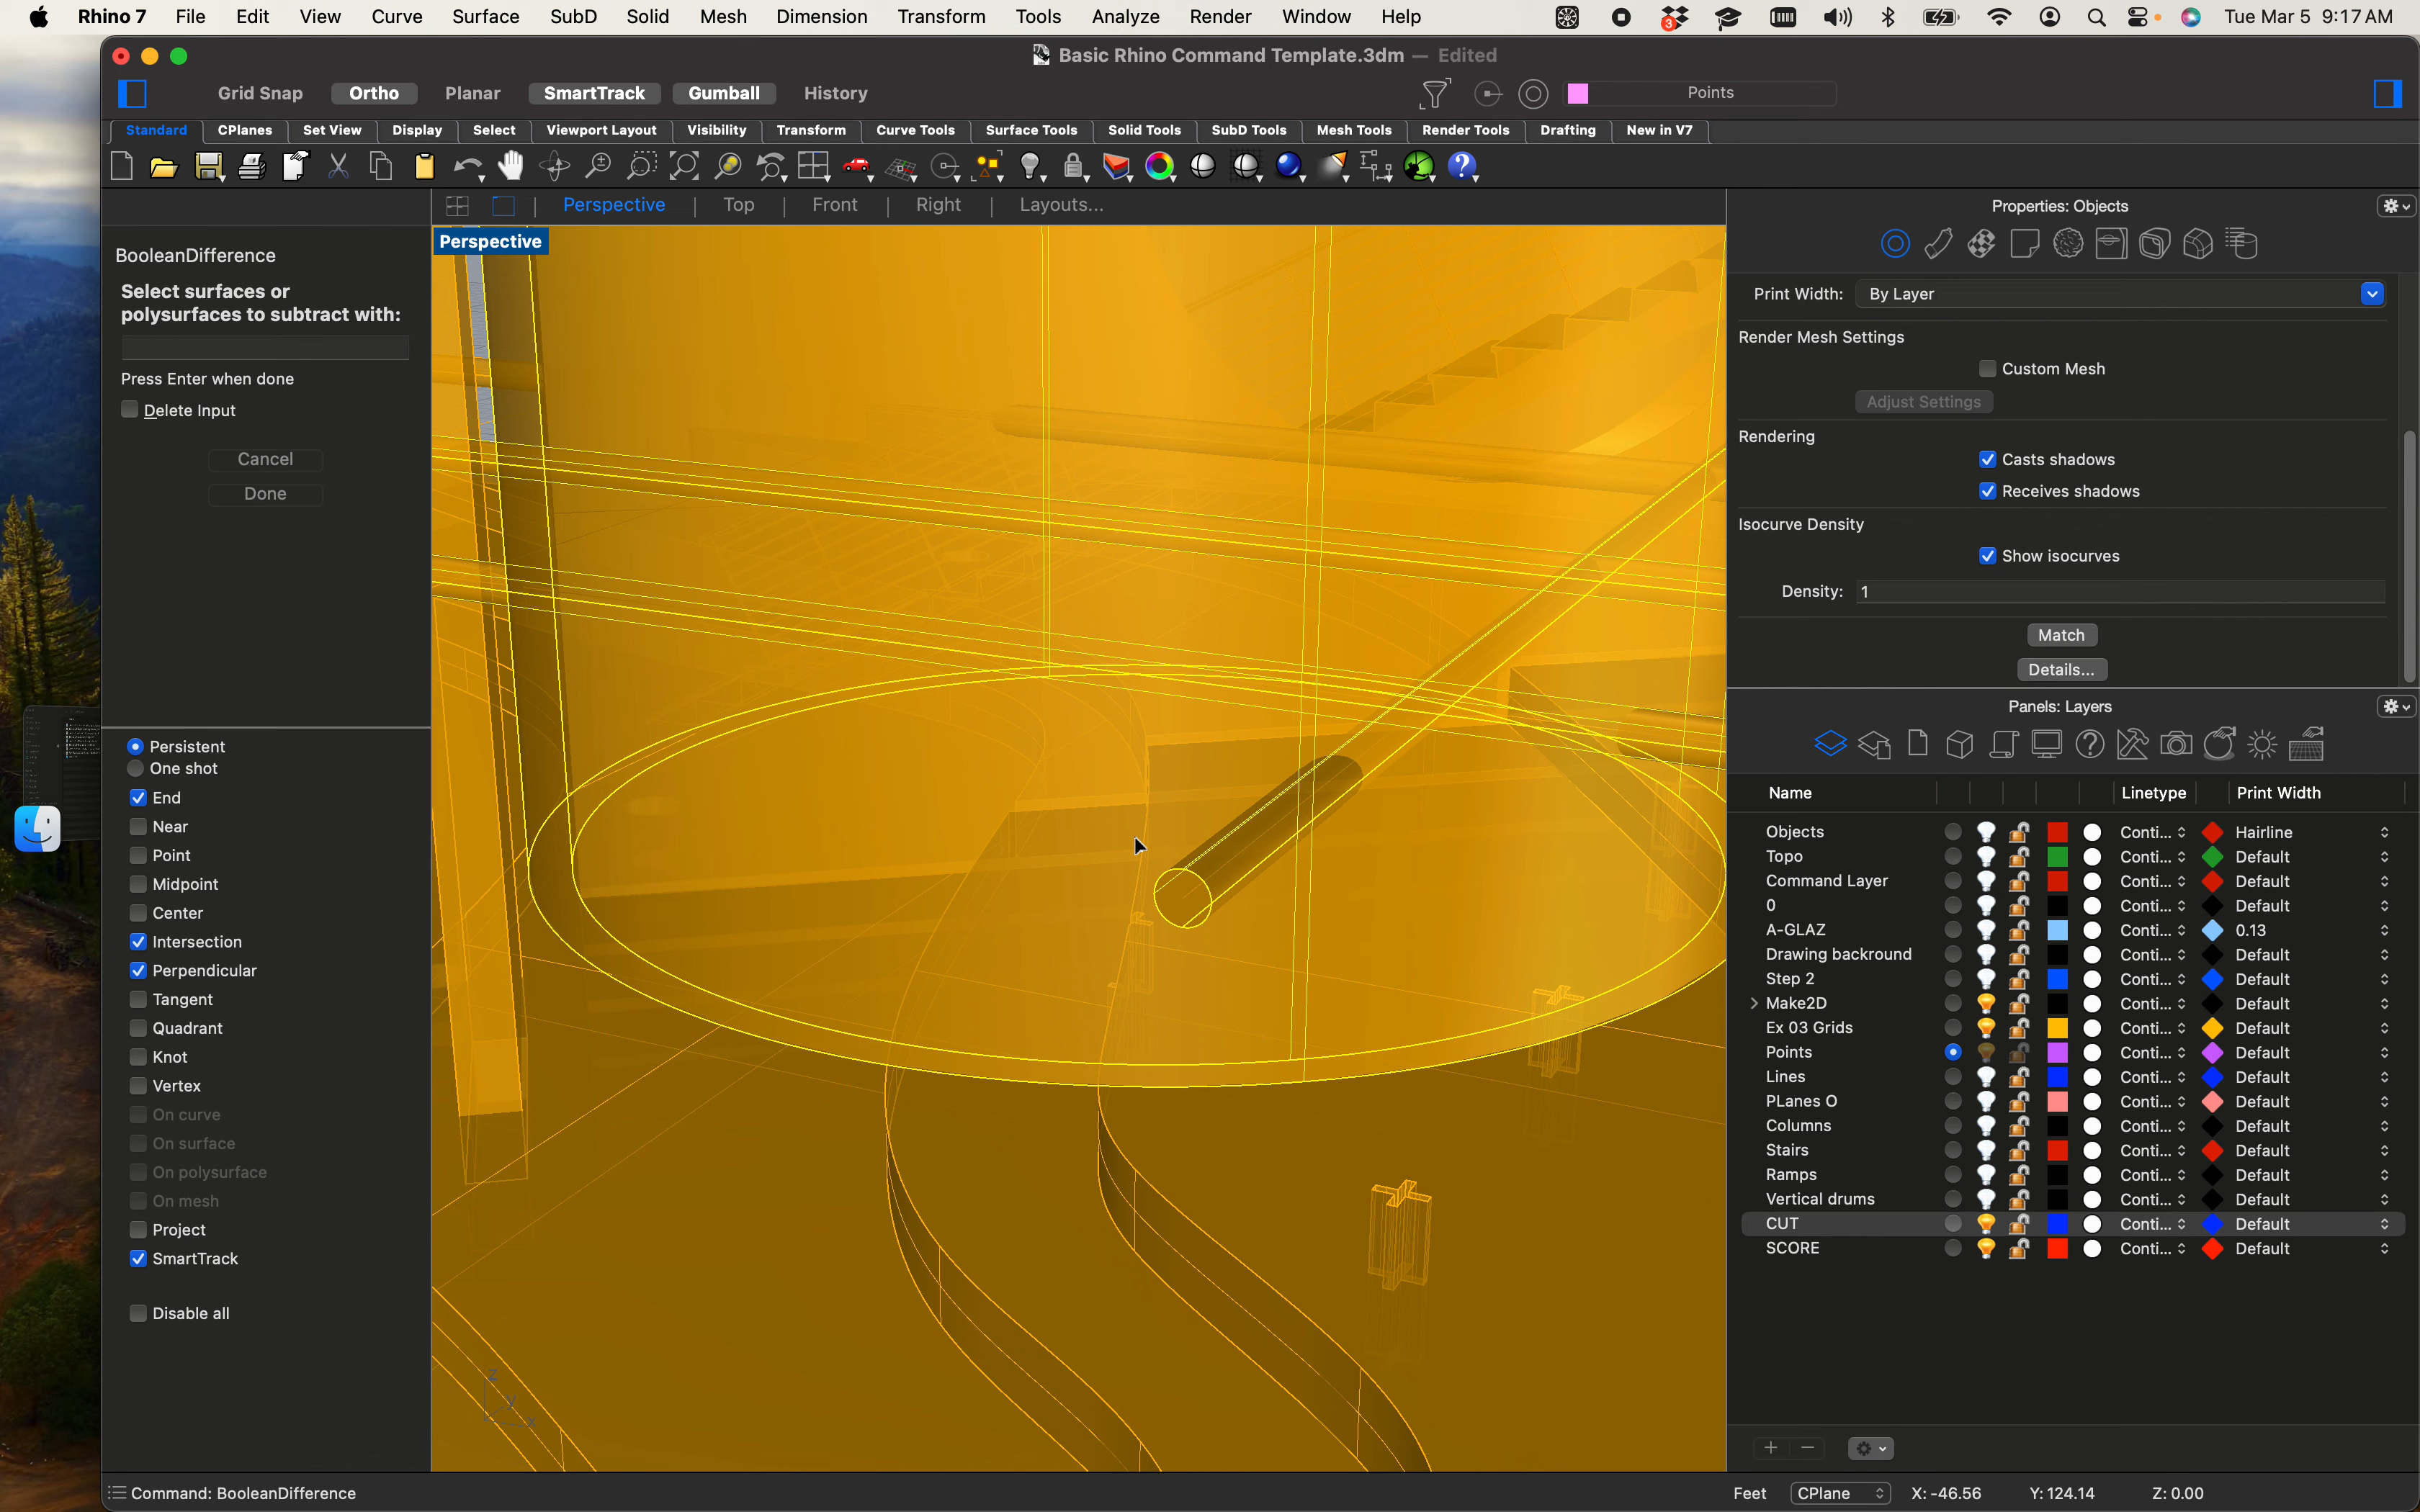 Rhino 7 File Edit View Curve Surface SubD Solid Mesh Dimension Transform Tools Analyze Render Window Help 3 Tue Mar 5 9:17 AM
Basic Rhino Command Template.3dm — Edited
Grid Snap Ortho Planar SmartTrack Gumball History Points
Standard CPlanes Set View Display Select Viewport Layout Visibility Transform Curve Tools Surface Tools Solid Tools SubD Tools Mesh Tools Render Tools Drafting New in V7
Perspective Top Front Right Layouts...
Perspective
BooleanDifference
Select surfaces or
polysurfaces to subtract with:
Press Enter when done
Delete Input
Cancel
Done
Persistent
One shot
End
Near
Point
Midpoint
Center
Intersection
Perpendicular
Tangent
Quadrant
Knot
Vertex
On curve
On surface
On polysurface
On mesh
Project
SmartTrack
Disable all
z
y
x
Properties: Objects
Print Width: By Layer
Render Mesh Settings
Custom Mesh
Adjust Settings
Rendering
Casts shadows
Receives shadows
Isocurve Density
Show isocurves
Density: 1
Match
Details...
Panels: Layers
Name Linetype Print Width
Objects Conti... Hairline
Topo Conti... Default
Command Layer Conti... Default
0 Conti... Default
A-GLAZ Conti... 0.13
Drawing backround Conti... Default
Step 2 Conti... Default
Make2D Conti... Default
Ex 03 Grids Conti... Default
Points Conti... Default
Lines Conti... Default
PLanes O Conti... Default
Columns Conti... Default
Stairs Conti... Default
Ramps Conti... Default
Vertical drums Conti... Default
CUT Conti... Default
SCORE Conti... Default
Command: BooleanDifference Feet CPlane X: -46.56 Y: 124.14 Z: 0.00